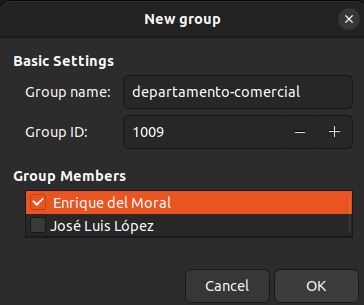 New group
Basic Settings
Group name: departamento-comercial
Group ID: 1009
Group Members
Enrique del Moral
José Luis López
Cancel OK